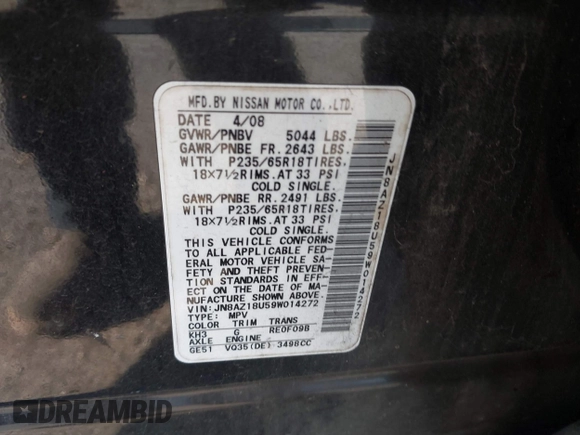 MFD.BY NISSAN MOTOR CO.,LTD.
DATE 4/08
GVWR/PNBV 5044 LBS.
GAWR/PNBE FR. 2643 LBS.
WITH P235/65R18TIRES.
18×7½RIMS.AT 33 PSI
COLD SINGLE.
GAWR/PNBE RR. 2491 LBS.
WITH P235/65R18TIRES.
18×7½RIMS.AT 33 PSI
COLD SINGLE.
THIS VEHICLE CONFORMS
TO ALL APPLICABLE FED-
ERAL MOTOR VEHICLE SA-
FETY AND THEFT PREVEN-
TION STANDARDS IN EFF-
ECT ON THE DATE OF MA-
NUFACTURE SHOWN ABOVE.
VIN:JN8AZ18U59W014272
TYPE: MPV
COLOR TRIM TRANS
KH3 G RE0F09B
AXLE ENGINE
GE51 VQ35(DE) 3498CC
JN8AZ18U59W014272
DREAMBID